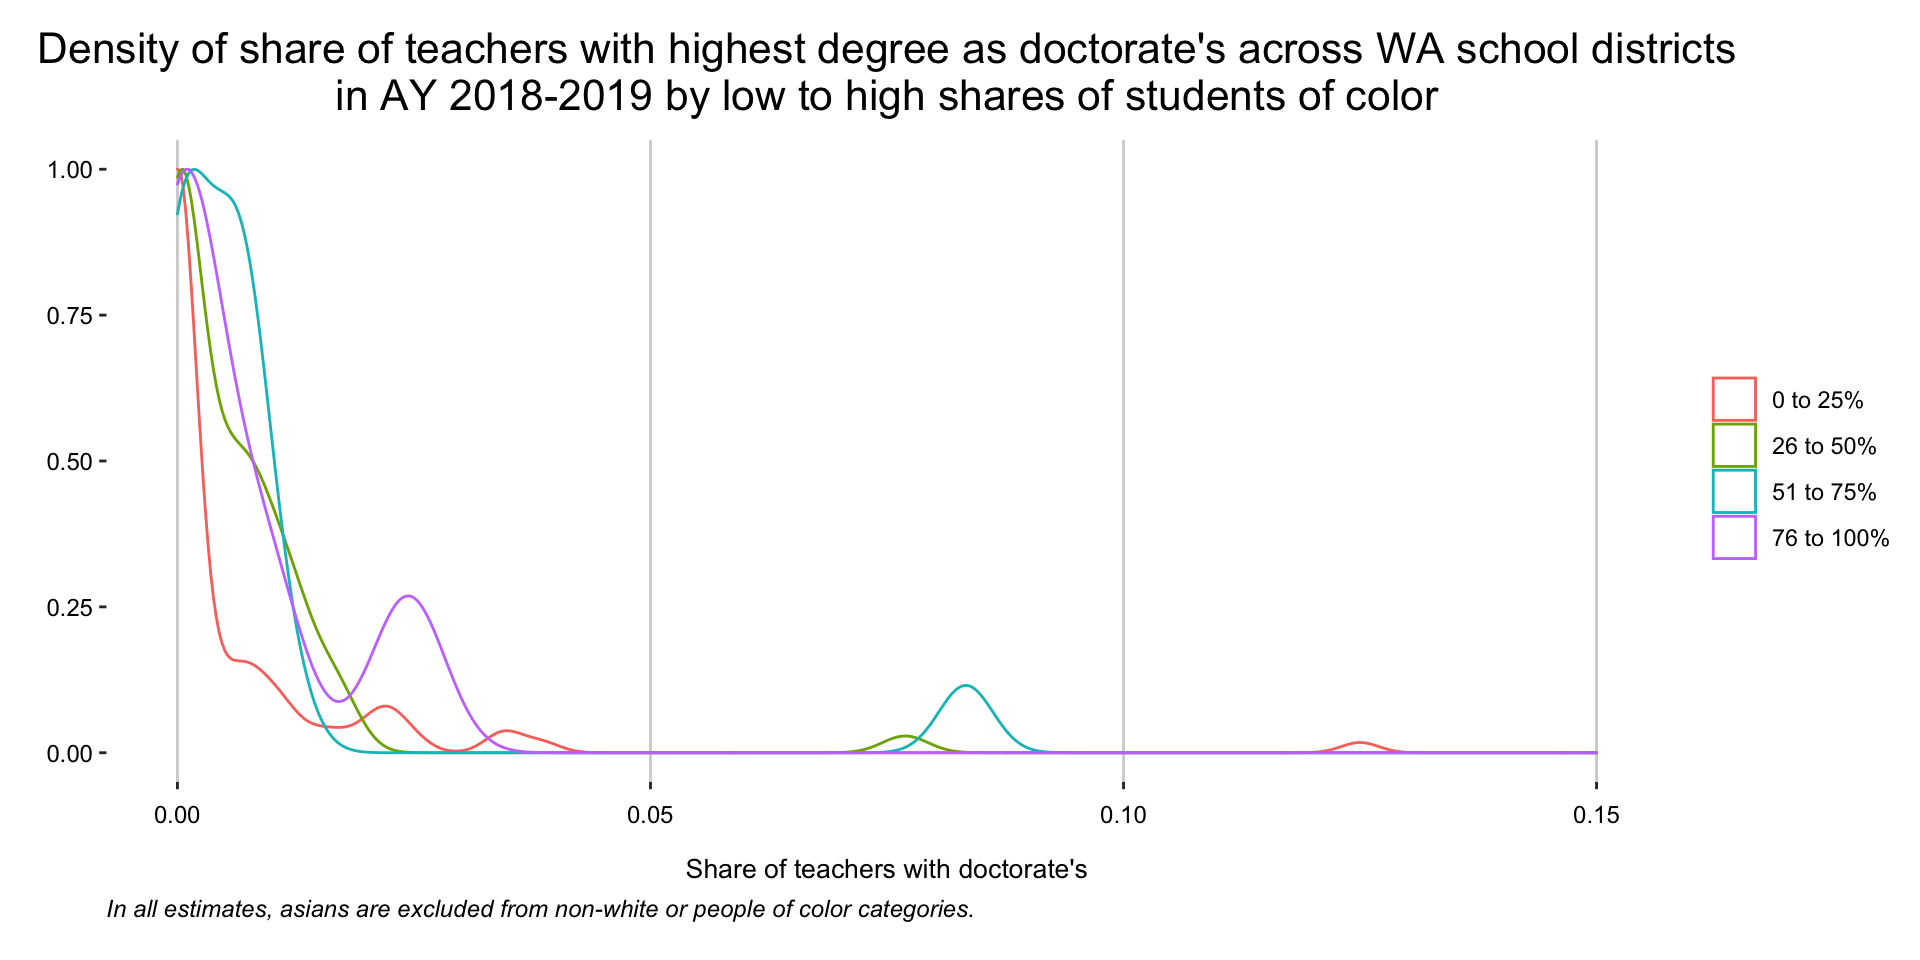 Density of share of teachers with highest degree as doctorate's across WA school districts
in AY 2018-2019 by low to high shares of students of color
1.00
0.75
0.50
0.25
0.00
0.00 0.05 0.10 0.15
Share of teachers with doctorate's
In all estimates, asians are excluded from non-white or people of color categories.
0 to 25%
26 to 50%
51 to 75%
76 to 100%